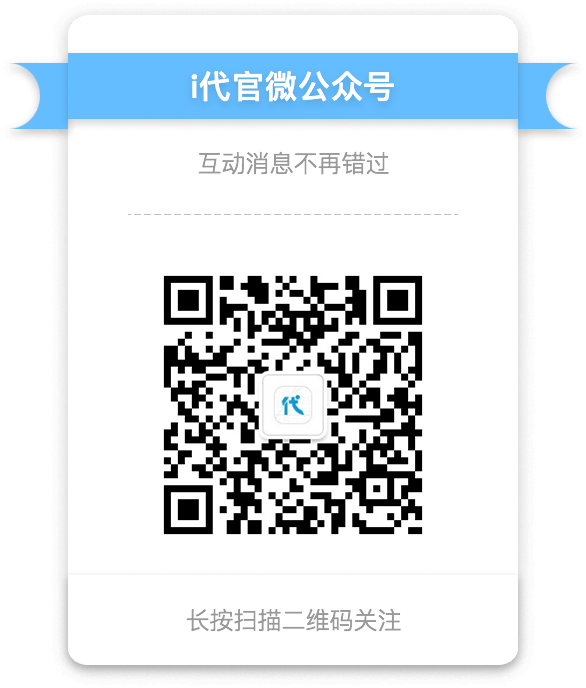 i代官微公众号
互动消息不再错过
代
长按扫描二维码关注